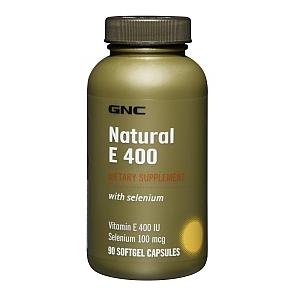 GNC
Natural
E 400
DIETARY SUPPLEMENT
with selenium
Vitamin E 400 IU
Selenium 100 mcg
90 SOFTGEL CAPSULES